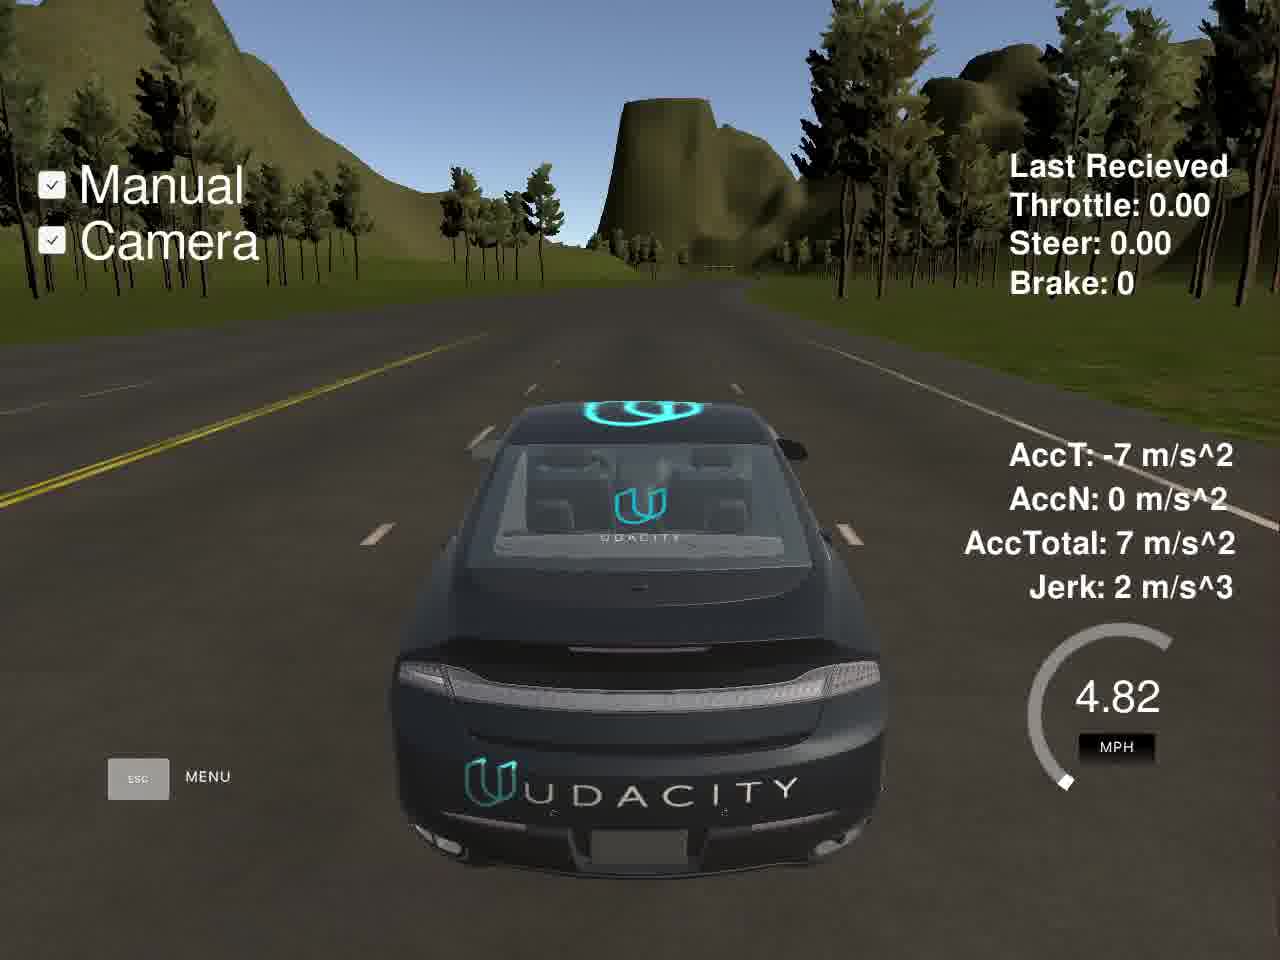 Manual
Camera
Last Recieved
Throttle: 0.00
Steer: 0.00
Brake: 0
AccT: -7 m/s^2
AccN: 0 m/s^2
AccTotal: 7 m/s^2
Jerk: 2 m/s^3
4.82
MPH
ESC MENU
UDACITY
UDACITY